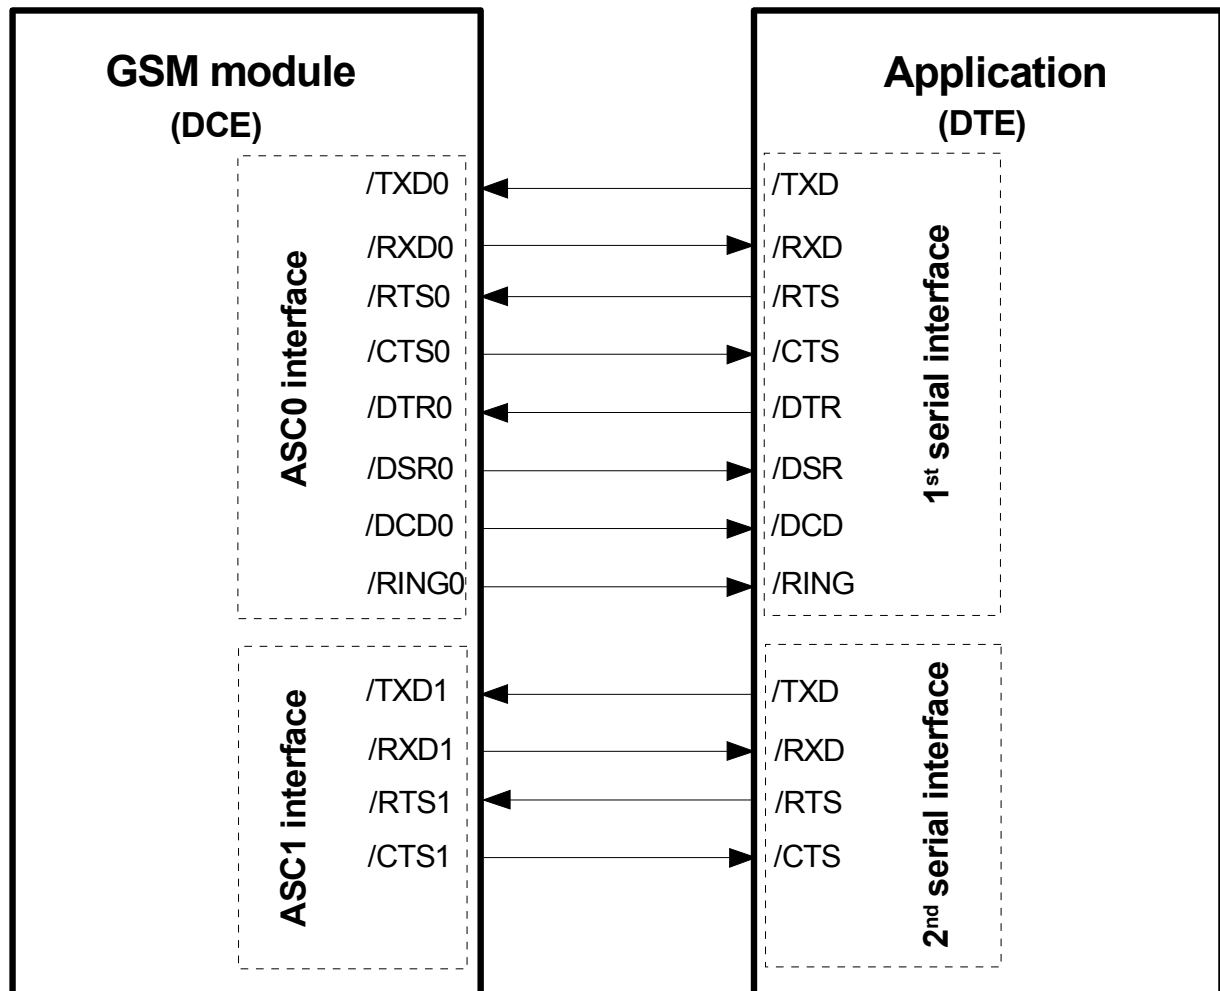 GSM module
(DCE)
ASC0 interface
/TXD0
/RXD0
/RTS0
/CTS0
/DTR0
/DSR0
/DCD0
/RING0
ASC1 interface
/TXD1
/RXD1
/RTS1
/CTS1
Application
(DTE)
/TXD
/RXD
/RTS
/CTS
/DTR
/DSR
/DCD
/RING
1st serial interface
/TXD
/RXD
/RTS
/CTS
2nd serial interface